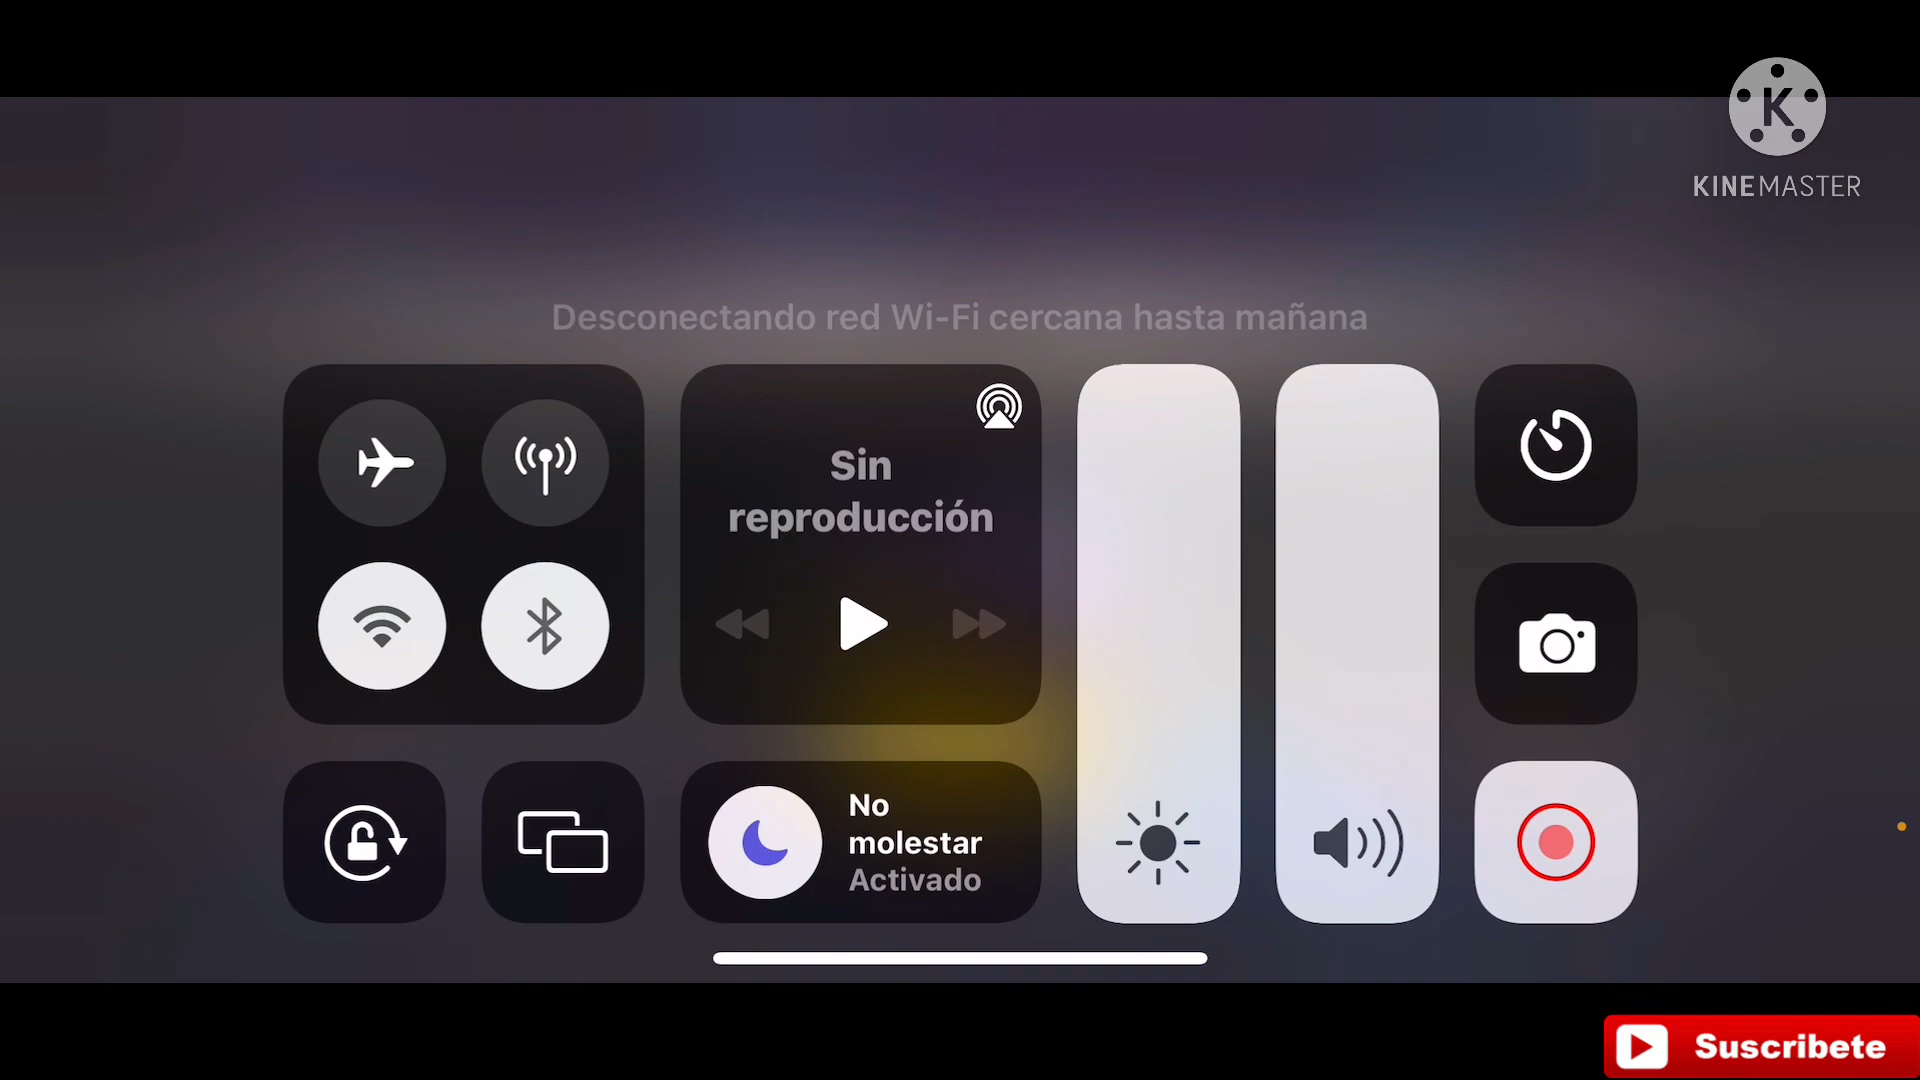 KINEMASTER
Desconectando red Wi-Fi cercana hasta mañana
Sin
reproducción
No
molestar
Activado
Suscribete